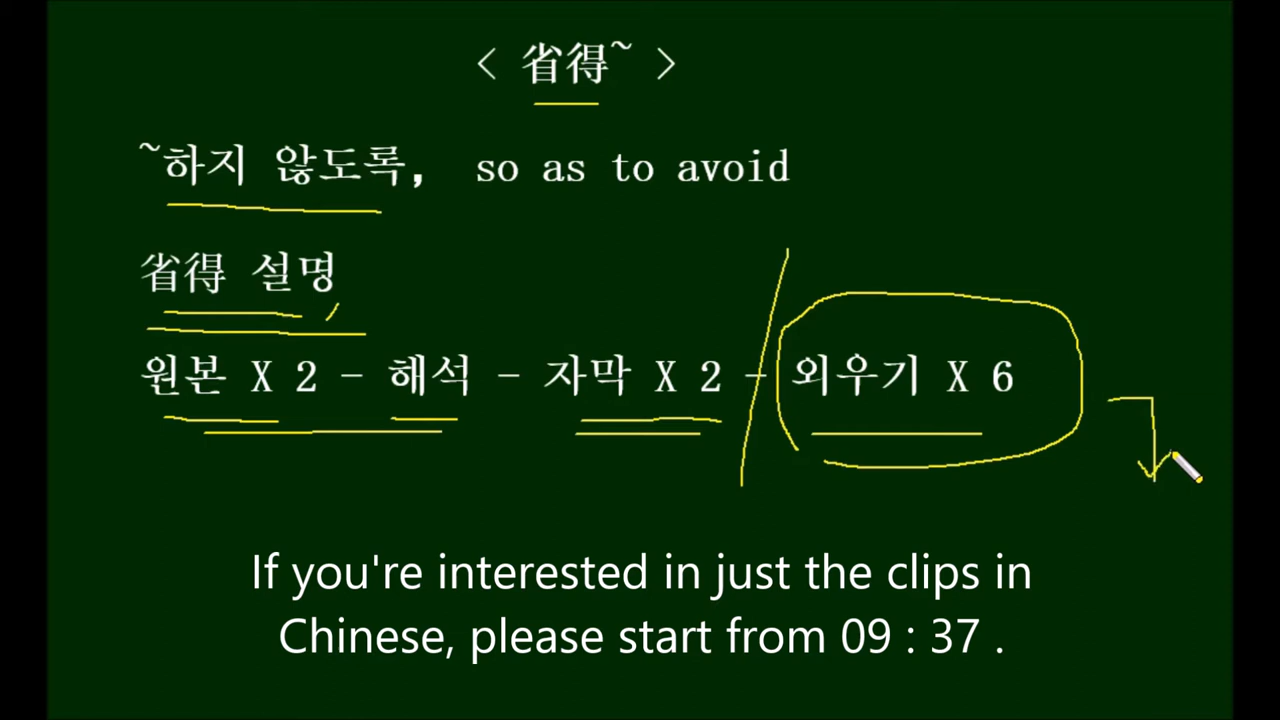 < 省得~ >
~하지 않도록, so as to avoid
省得 설명
원본 X 2 - 해석 - 자막 X 2 - 외우기 X 6
If you're interested in just the clips in
Chinese, please start from 09 : 37 .